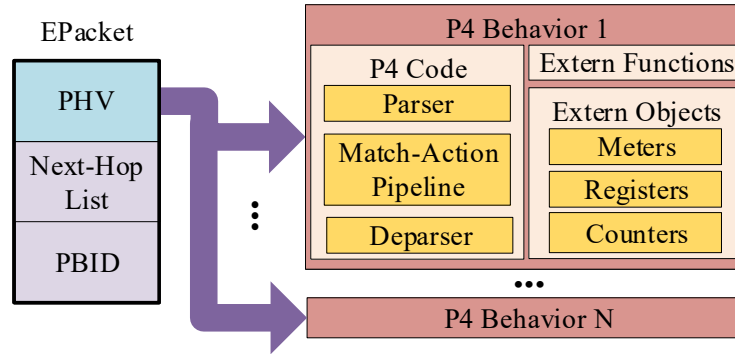 EPacket
PHV
Next-Hop
List
PBID
P4 Behavior 1
P4 Code
Parser
Match-Action
Pipeline
Deparser
Extern Functions
Extern Objects
Meters
Registers
Counters
P4 Behavior N